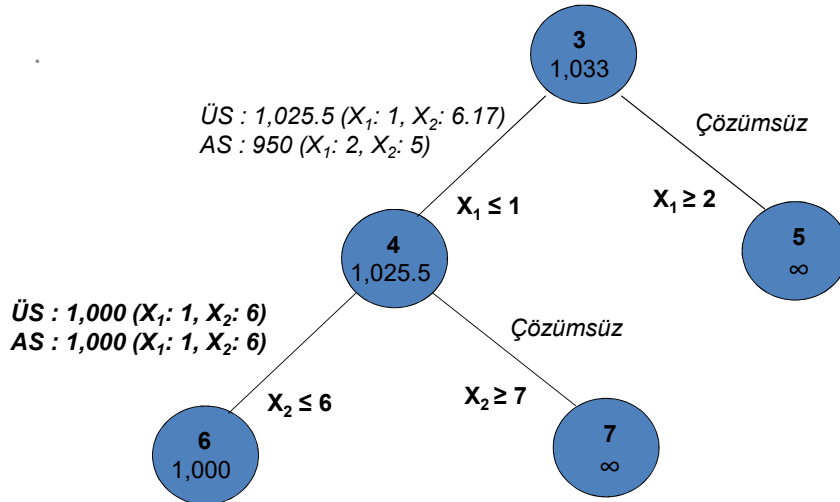 3
1,033
ÜS : 1,025.5 (X₁: 1, X₂: 6.17)
AS : 950 (X₁: 2, X₂: 5)
Çözümsüz
X₁ ≤ 1
X₁ ≥ 2
4
1,025.5
5
∞
ÜS : 1,000 (X₁: 1, X₂: 6)
AS : 1,000 (X₁: 1, X₂: 6)
Çözümsüz
X₂ ≤ 6
X₂ ≥ 7
6
1,000
7
∞